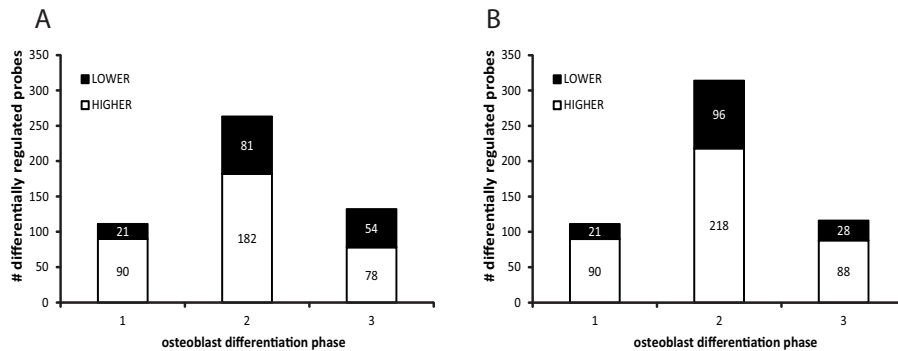 A
# differentially regulated probes
350
300
250
200
150
100
50
0
LOWER
HIGHER
21
90
81
182
54
78
1 2 3
osteoblast differentiation phase
B
# differentially regulated probes
350
300
250
200
150
100
50
0
LOWER
HIGHER
21
90
96
218
28
88
1 2 3
osteoblast differentiation phase